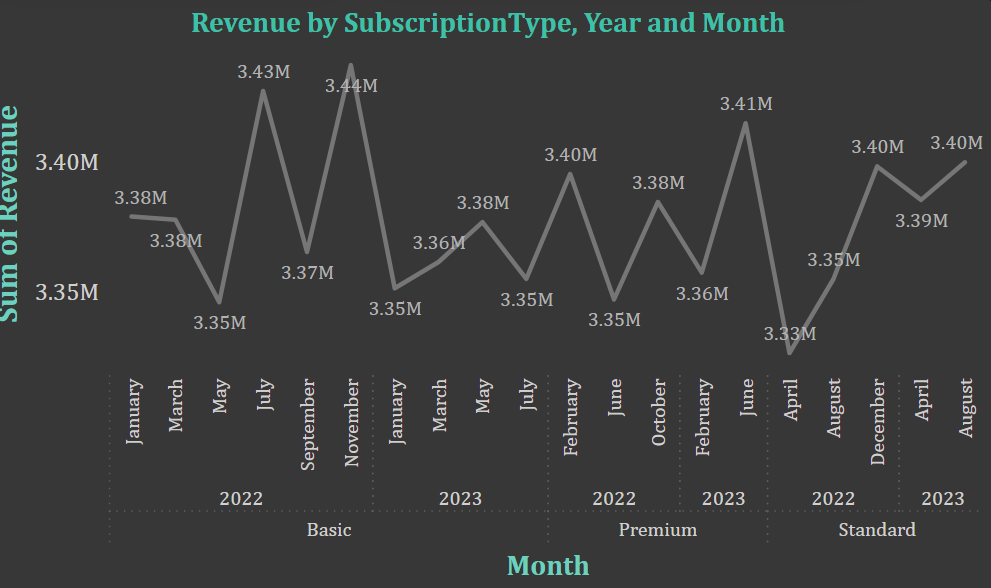 Revenue by SubscriptionType, Year and Month
Sum of Revenue
3.40M
3.35M
3.38M
3.38M
3.35M
3.43M
3.37M
3.44M
3.35M
3.36M
3.38M
3.35M
3.40M
3.35M
3.38M
3.36M
3.41M
3.33M
3.35M
3.40M
3.39M
3.40M
January
March
May
July
September
November
January
March
May
July
February
June
October
February
June
April
August
December
April
August
2022
2023
2022
2023
2022
2023
Basic
Premium
Standard
Month